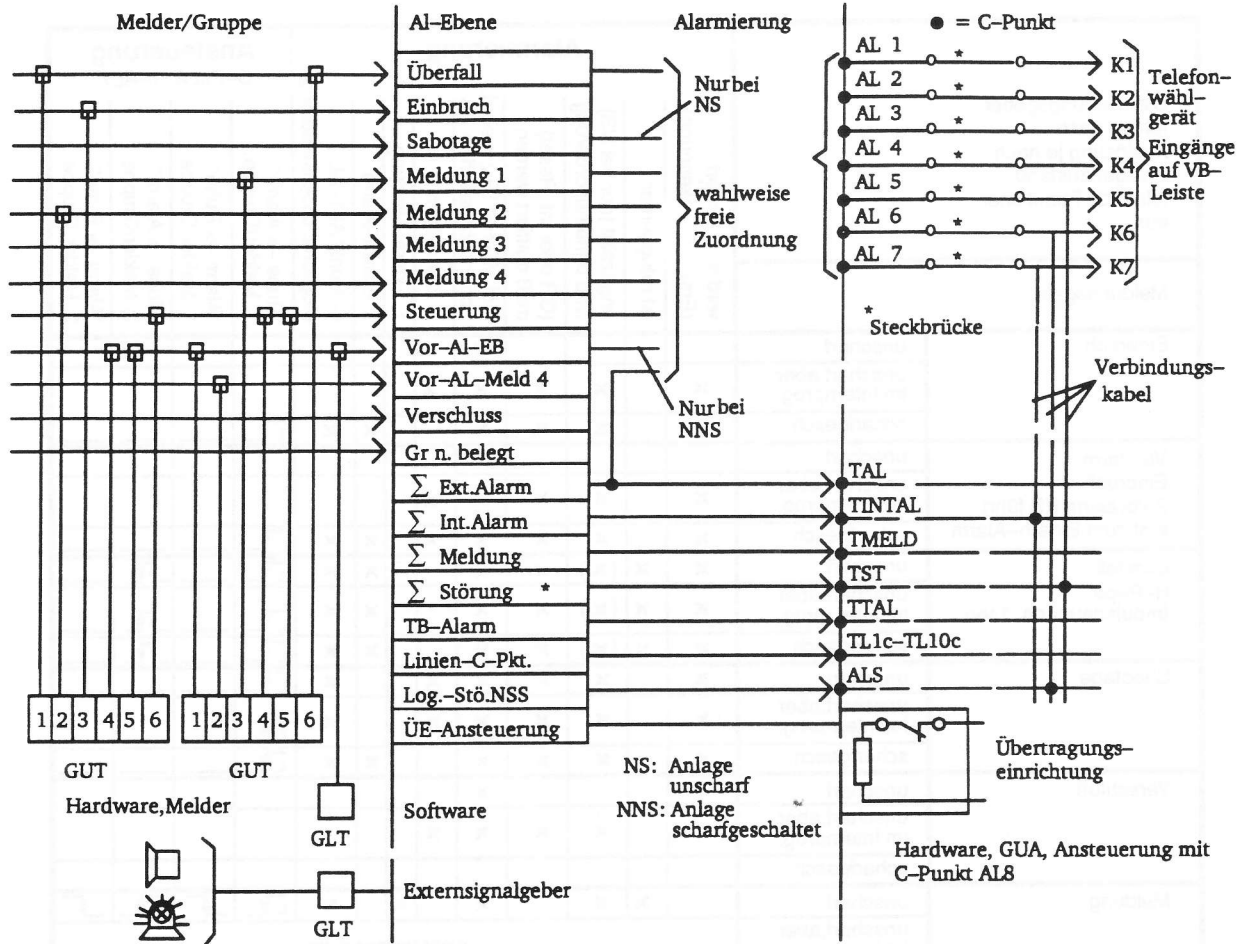 Melder/Gruppe
Al-Ebene
Alarmierung
● = C-Punkt
Überfall
Einbruch
Sabotage
Meldung 1
Meldung 2
Meldung 3
Meldung 4
Steuerung
Vor-Al-EB
Vor-AL-Meld 4
Verschluss
Gr n. belegt
∑ Ext.Alarm
∑ Int.Alarm
∑ Meldung
∑ Störung *
TB-Alarm
Linien-C-Pkt.
Log.-Stö.NSS
ÜE-Ansteuerung
Nur bei
NS
wahlweise
freie
Zuordnung
Nur bei
NNS
AL 1 * K1
AL 2 * K2
AL 3 * K3
AL 4 * K4
AL 5 * K5
AL 6 * K6
AL 7 * K7
Telefon-
wähl-
gerät
Eingänge
auf VB-
Leiste
*
Steckbrücke
Verbindungs-
kabel
TAL
TINTAL
TMELD
TST
TTAL
TL1c-TL10c
ALS
1 2 3 4 5 6
1 2 3 4 5 6
GUT
GUT
Hardware,Melder
GLT
Software
NS: Anlage
unscharf
NNS: Anlage
scharfgeschaltet
Übertragungs-
einrichtung
Hardware, GUA, Ansteuerung mit
C-Punkt AL8
Externsignalgeber
GLT